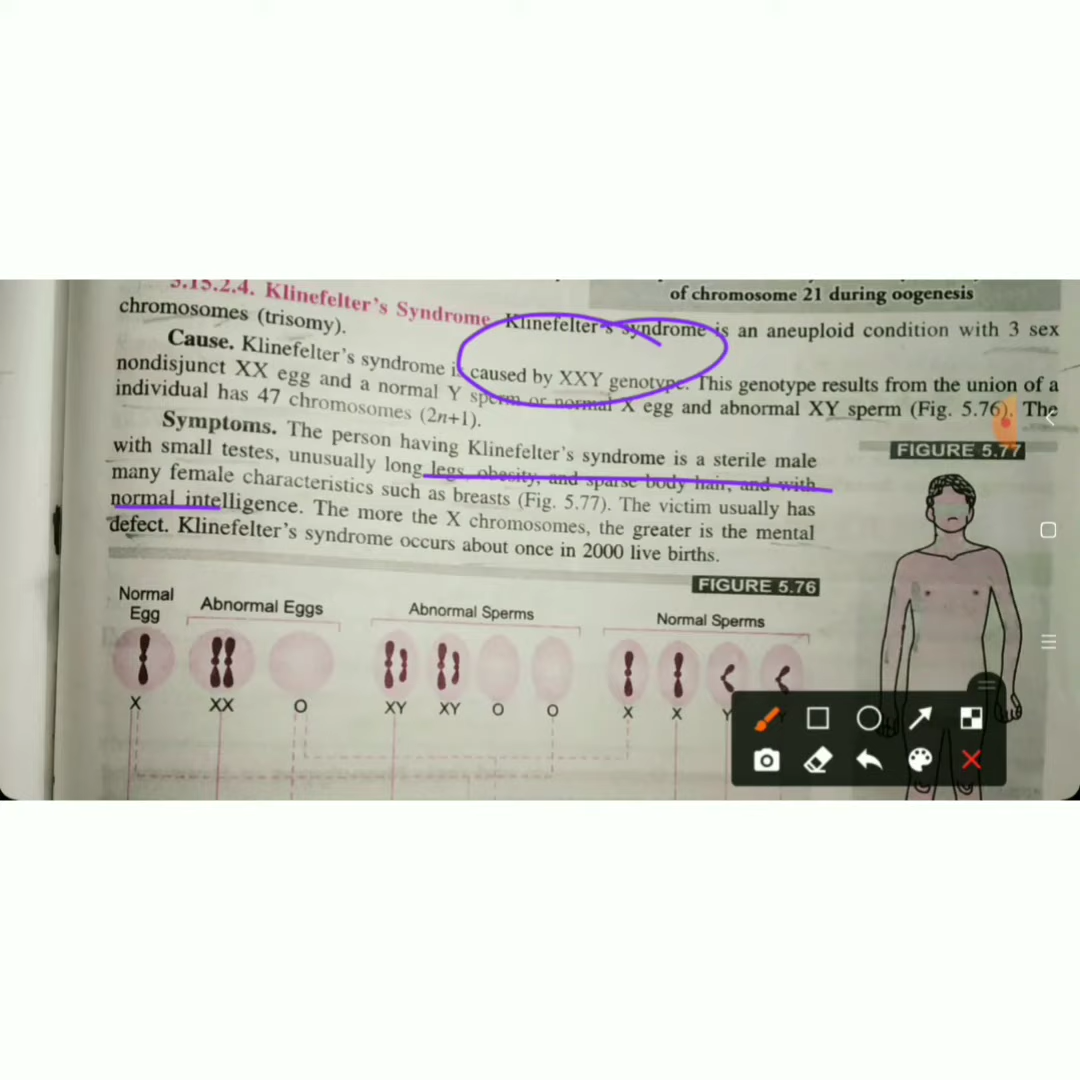 of chromosome 21 during oogenesis
5.15.2.4. Klinefelter's Syndrome. Klinefelter's syndrome is an aneuploid condition with 3 sex
chromosomes (trisomy).
Cause. Klinefelter's syndrome is caused by XXY genotype. This genotype results from the union of a
nondisjunct XX egg and a normal Y sperm or normal X egg and abnormal XY sperm (Fig. 5.76). The
individual has 47 chromosomes (2n+1).
Symptoms. The person having Klinefelter's syndrome is a sterile male
with small testes, unusually long legs, obesity, and sparse body hair, and with
many female characteristics such as breasts (Fig. 5.77). The victim usually has
normal intelligence. The more the X chromosomes, the greater is the mental
defect. Klinefelter's syndrome occurs about once in 2000 live births.
FIGURE 5.77
FIGURE 5.76
Normal
Egg
Abnormal Eggs
Abnormal Sperms
Normal Sperms
X XX O XY XY O O X X Y